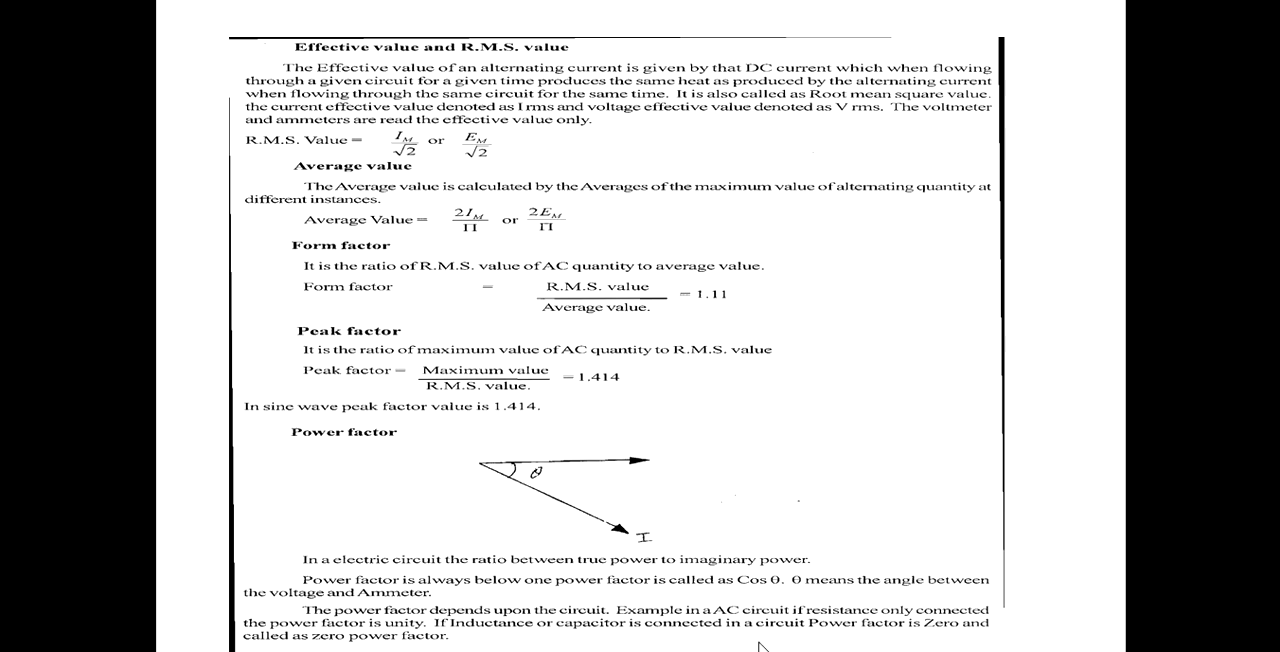 Effective value and R.M.S. value
The Effective value of an alternating current is given by that DC current which when flowing
through a given circuit for a given time produces the same heat as produced by the alternating current
when flowing through the same circuit for the same time. It is also called as Root mean square value.
the current effective value denoted as I rms and voltage effective value denoted as V rms. The voltmeter
and ammeters are read the effective value only.
R.M.S. Value = I_M/√2 or E_M/√2
Average value
The Average value is calculated by the Averages of the maximum value of alternating quantity at
different instances.
Average Value = 2I_M/Π or 2E_M/Π
Form factor
It is the ratio of R.M.S. value of AC quantity to average value.
Form factor = R.M.S. value / Average value. = 1.11
Peak factor
It is the ratio of maximum value of AC quantity to R.M.S. value
Peak factor = Maximum value / R.M.S. value. = 1.414
In sine wave peak factor value is 1.414.
Power factor
θ
I
In a electric circuit the ratio between true power to imaginary power.
Power factor is always below one power factor is called as Cos θ. θ means the angle between
the voltage and Ammeter.
The power factor depends upon the circuit. Example in a AC circuit if resistance only connected
the power factor is unity. If Inductance or capacitor is connected in a circuit Power factor is Zero and
called as zero power factor.